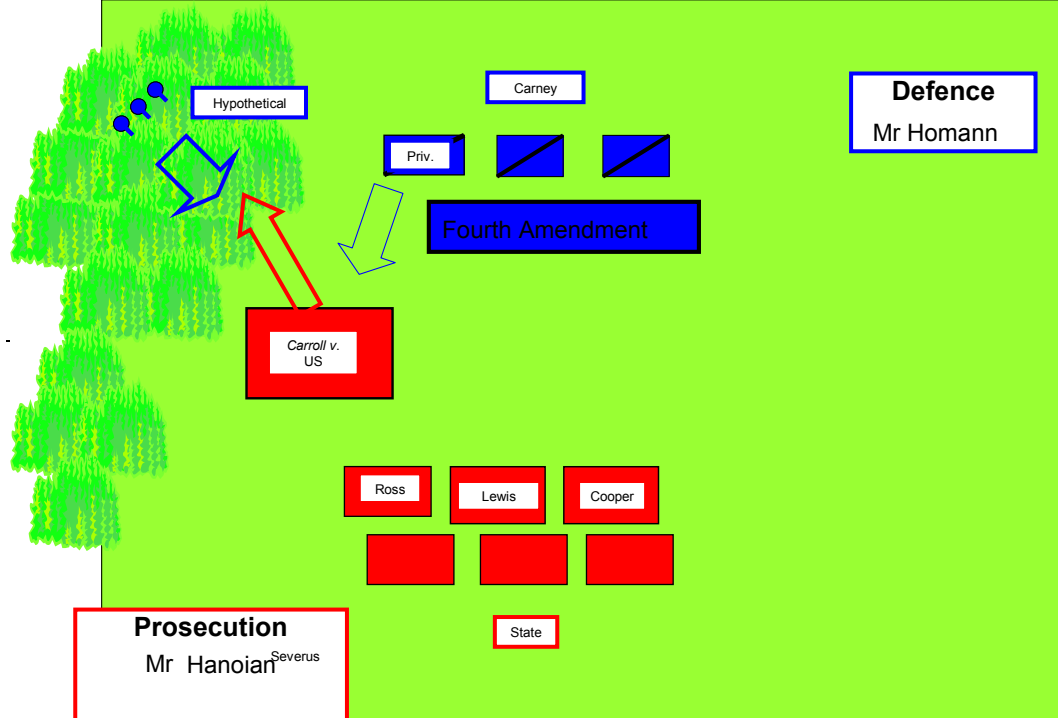 Hypothetical
Carney
Defence
Mr Homann
Priv.
Fourth Amendment
Carroll v.
US
Ross
Lewis
Cooper
State
Prosecution
Mr Hanoian Severus